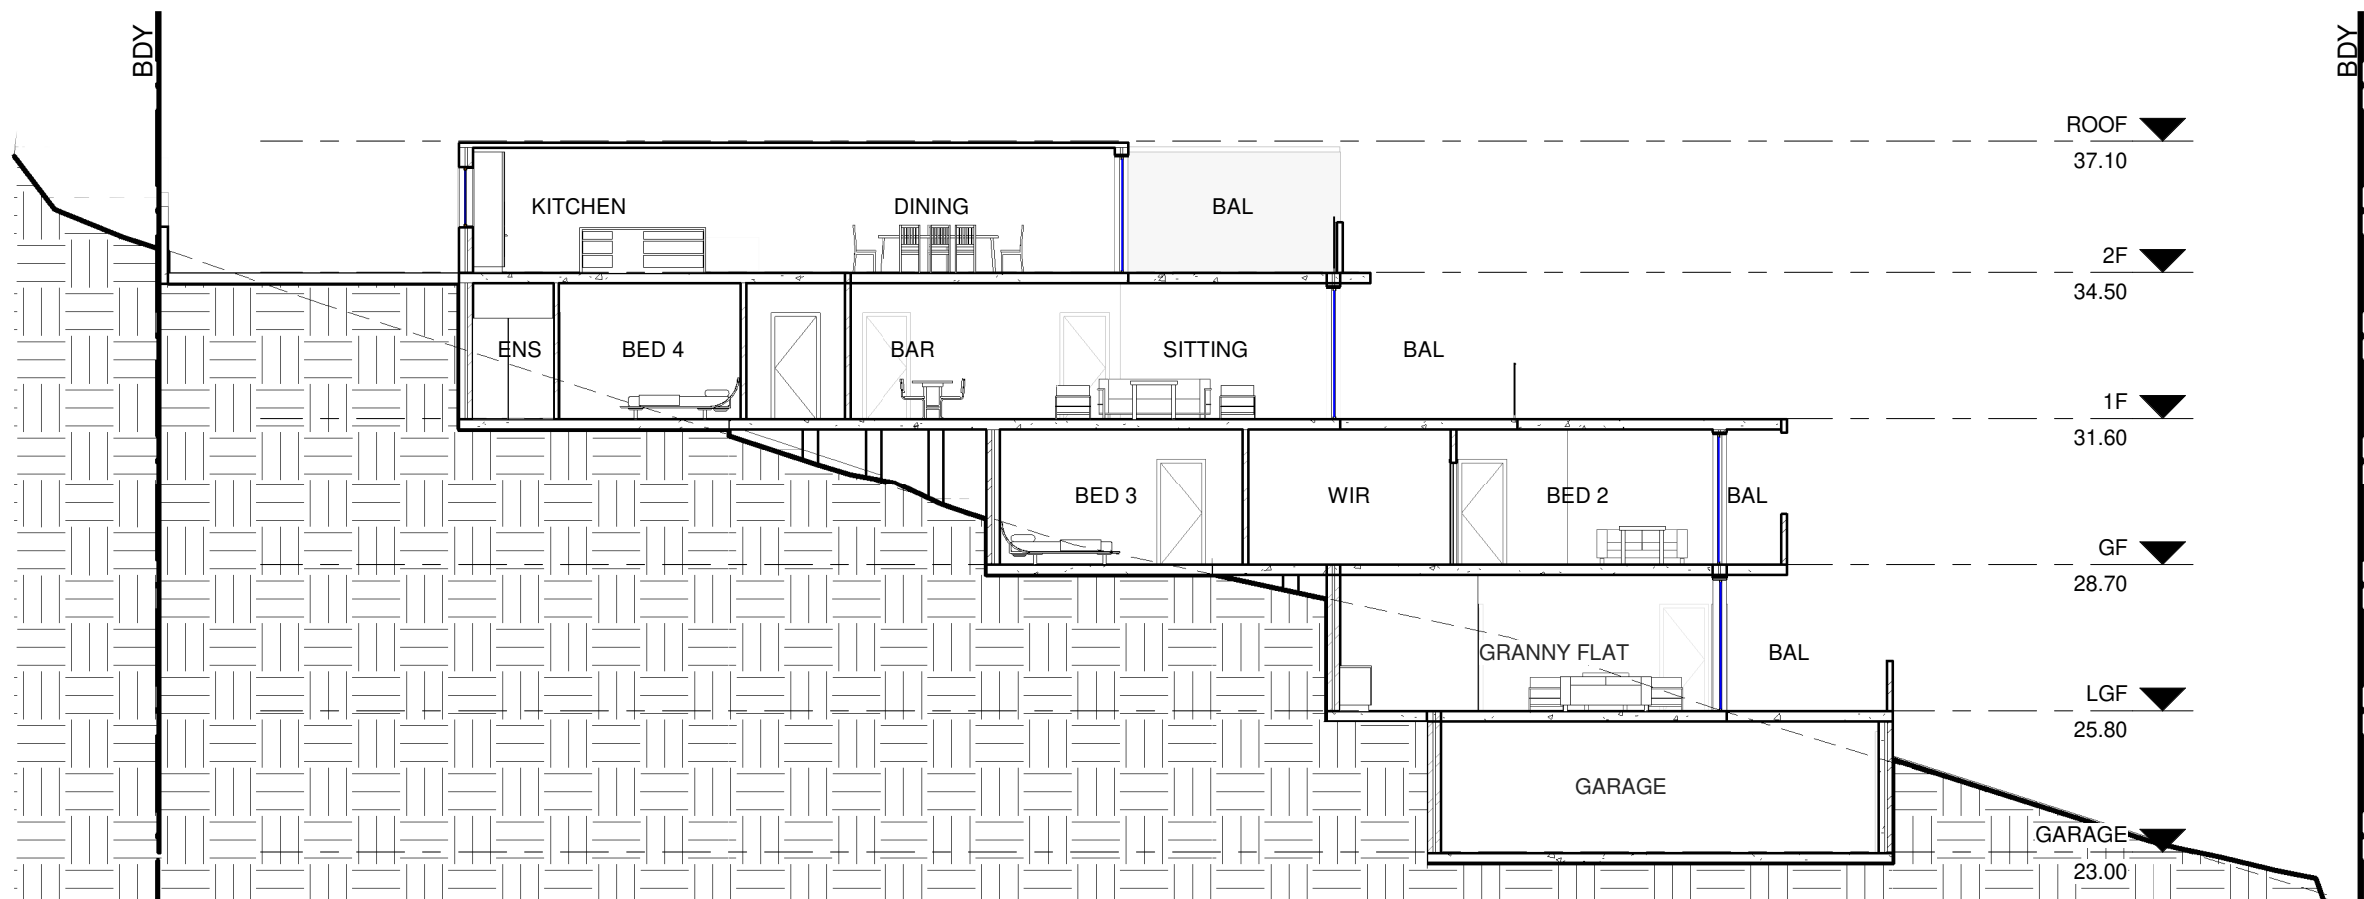 BDY
BDY
ROOF
37.10
KITCHEN
DINING
BAL
2F
34.50
ENS
BED 4
BAR
SITTING
BAL
1F
31.60
BED 3
WIR
BED 2
BAL
GF
28.70
GRANNY FLAT
BAL
LGF
25.80
GARAGE
GARAGE
23.00